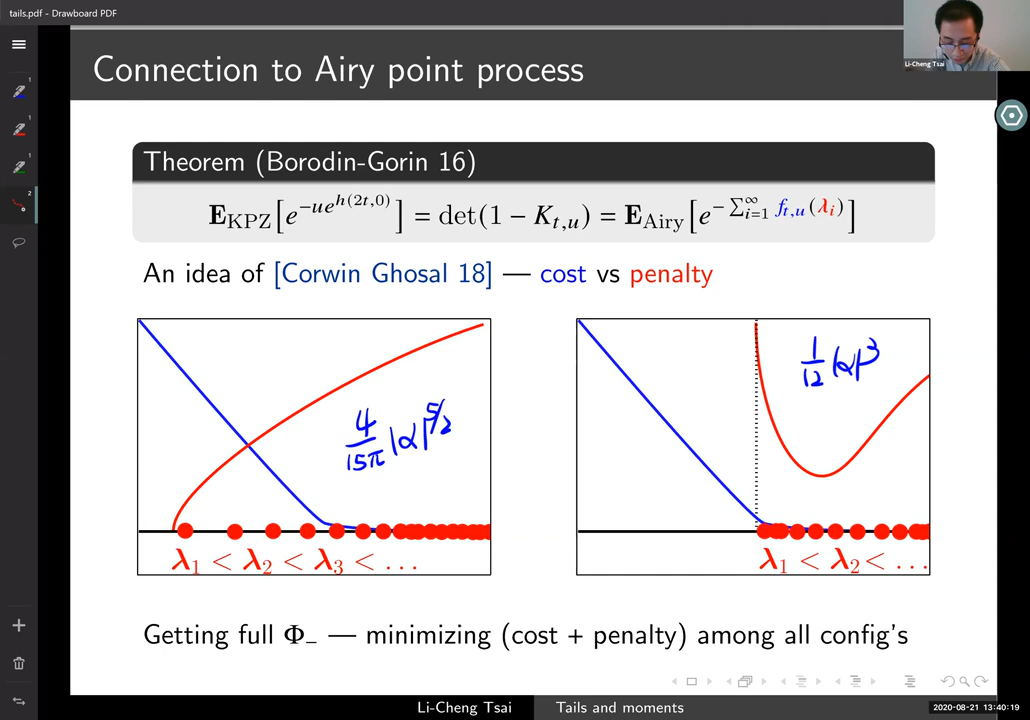 tails.pdf - Drawboard PDF
Li-Cheng Tsai
Connection to Airy point process
Theorem (Borodin-Gorin 16)
𝐄_KPZ[e^{-ue^{h(2t,0)}}] = det(1 − K_{t,u}) = 𝐄_Airy[e^{−∑_{i=1}^{∞} f_{t,u}(λ_i)}]
An idea of [Corwin Ghosal 18] — cost vs penalty
4/15π |α|^{5/2}
1/12 |α|^3
λ_1 < λ_2 < λ_3 < …
λ_1 < λ_2 < …
Getting full Φ_− — minimizing (cost + penalty) among all config's
Li-Cheng Tsai Tails and moments
2020-08-21 13:40:19